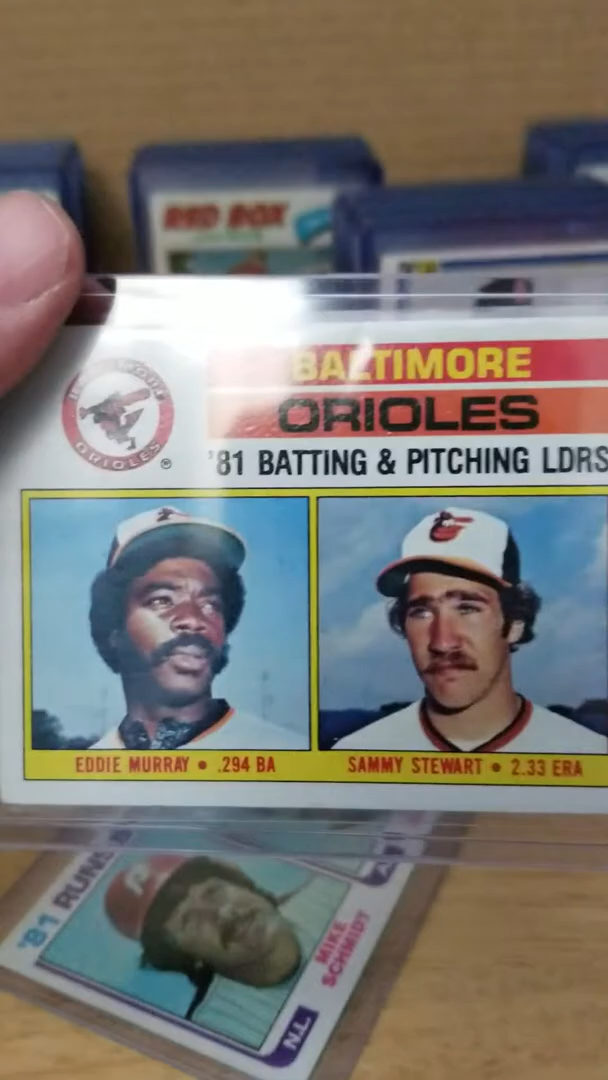 RED SOX
BALTIMORE
ORIOLES
ORIOLES
®
'81 BATTING & PITCHING LDRS
EDDIE MURRAY • .294 BA
SAMMY STEWART • 2.33 ERA
'81 RUNS
MIKE
SCHMIDT
N.L.